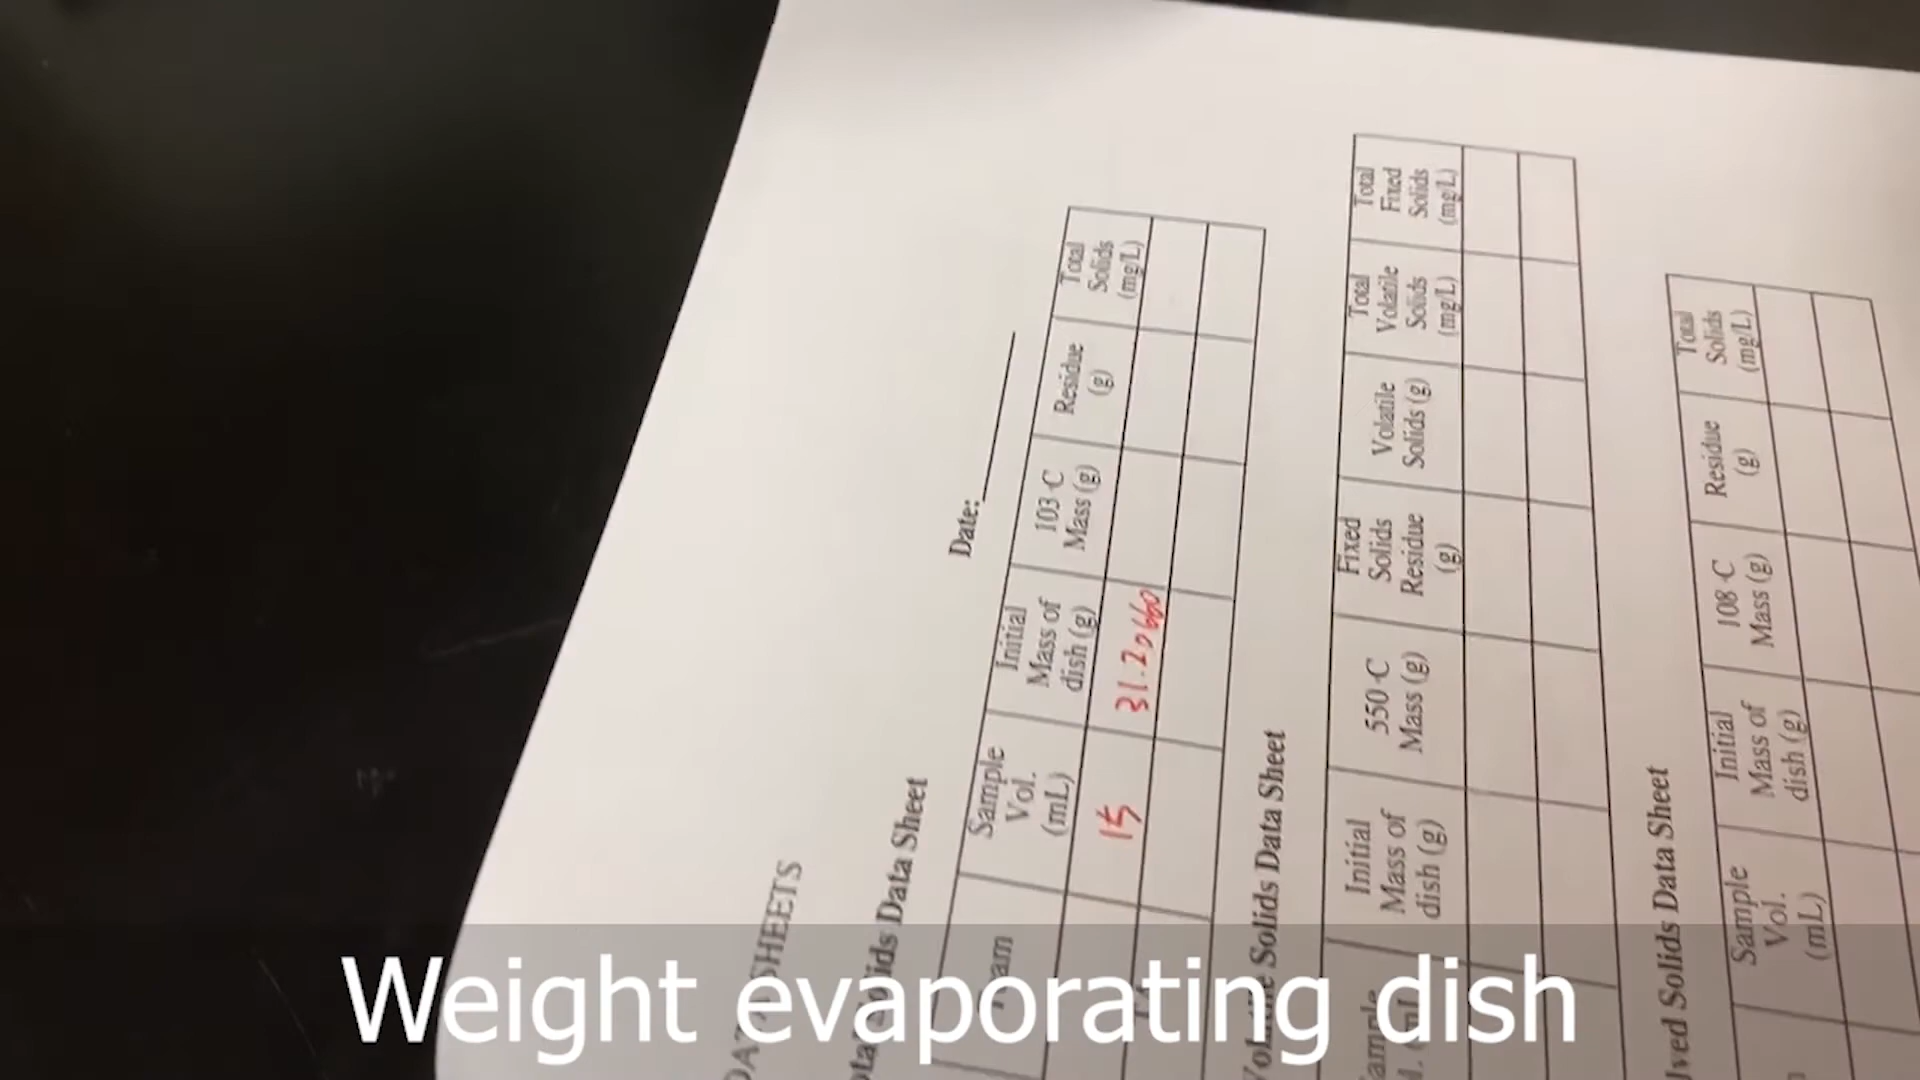 DATA SHEETS
Solids Data Sheet
Date:
Sample Vol. (mL)
Initial Mass of dish (g)
103 C Mass (g)
Residue (g)
Total Solids (mg/L)
15
31.2060
Solids Data Sheet
Initial Mass of dish (g)
550 C Mass (g)
Fixed Solids Residue (g)
Volatile Solids (g)
Total Volatile Solids (mg/L)
Total Fixed Solids (mg/L)
Solids Data Sheet
Sample Vol. (mL)
Initial Mass of dish (g)
108 C Mass (g)
Residue (g)
Total Solids (mg/L)
Weight evaporating dish